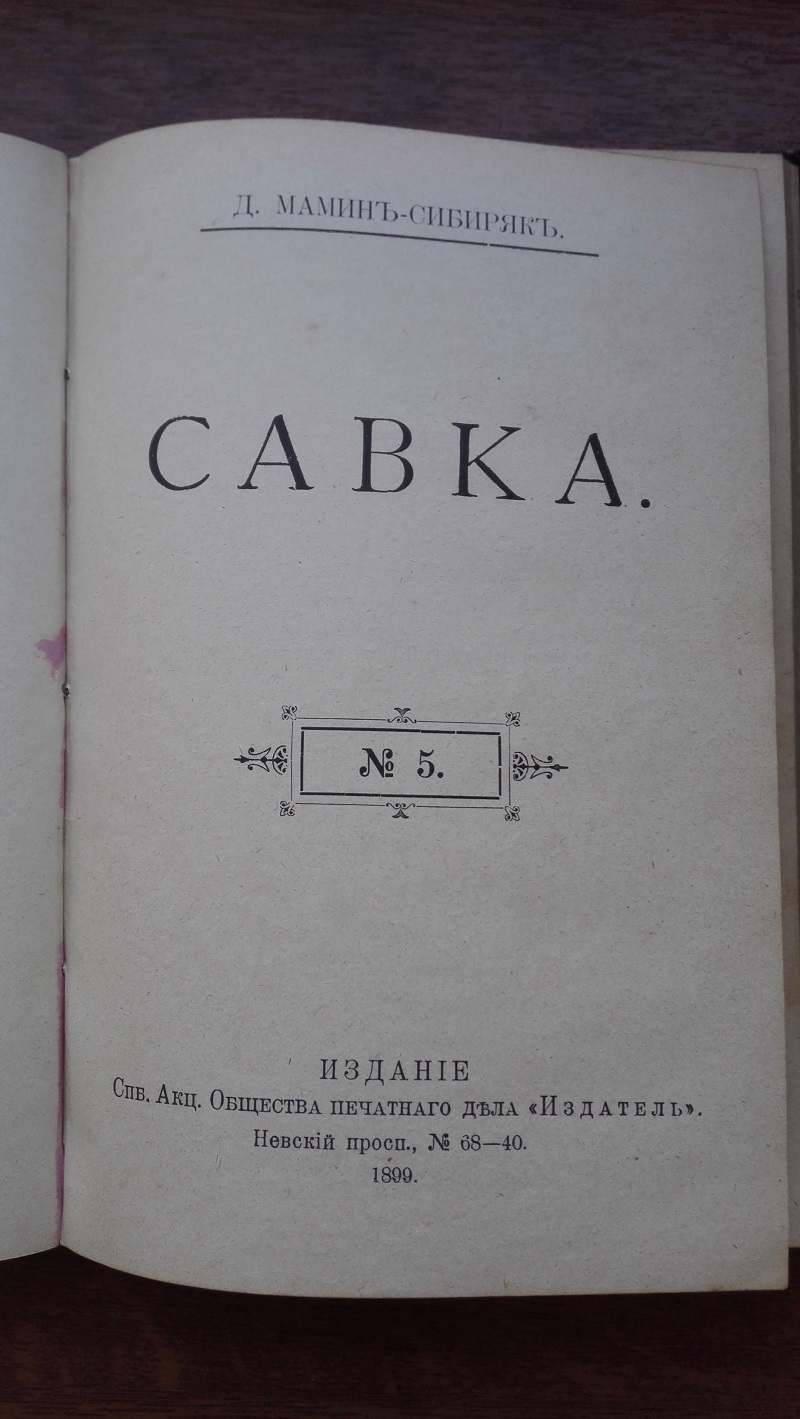 Д. МАМИНЪ-СИБИРЯКЪ.
САВКА.
№ 5.
ИЗДАНІЕ
СПБ. АКЦ. ОБЩЕСТВА ПЕЧАТНАГО ДѢЛА «ИЗДАТЕЛЬ».
Невскій просп., № 68—40.
1899.